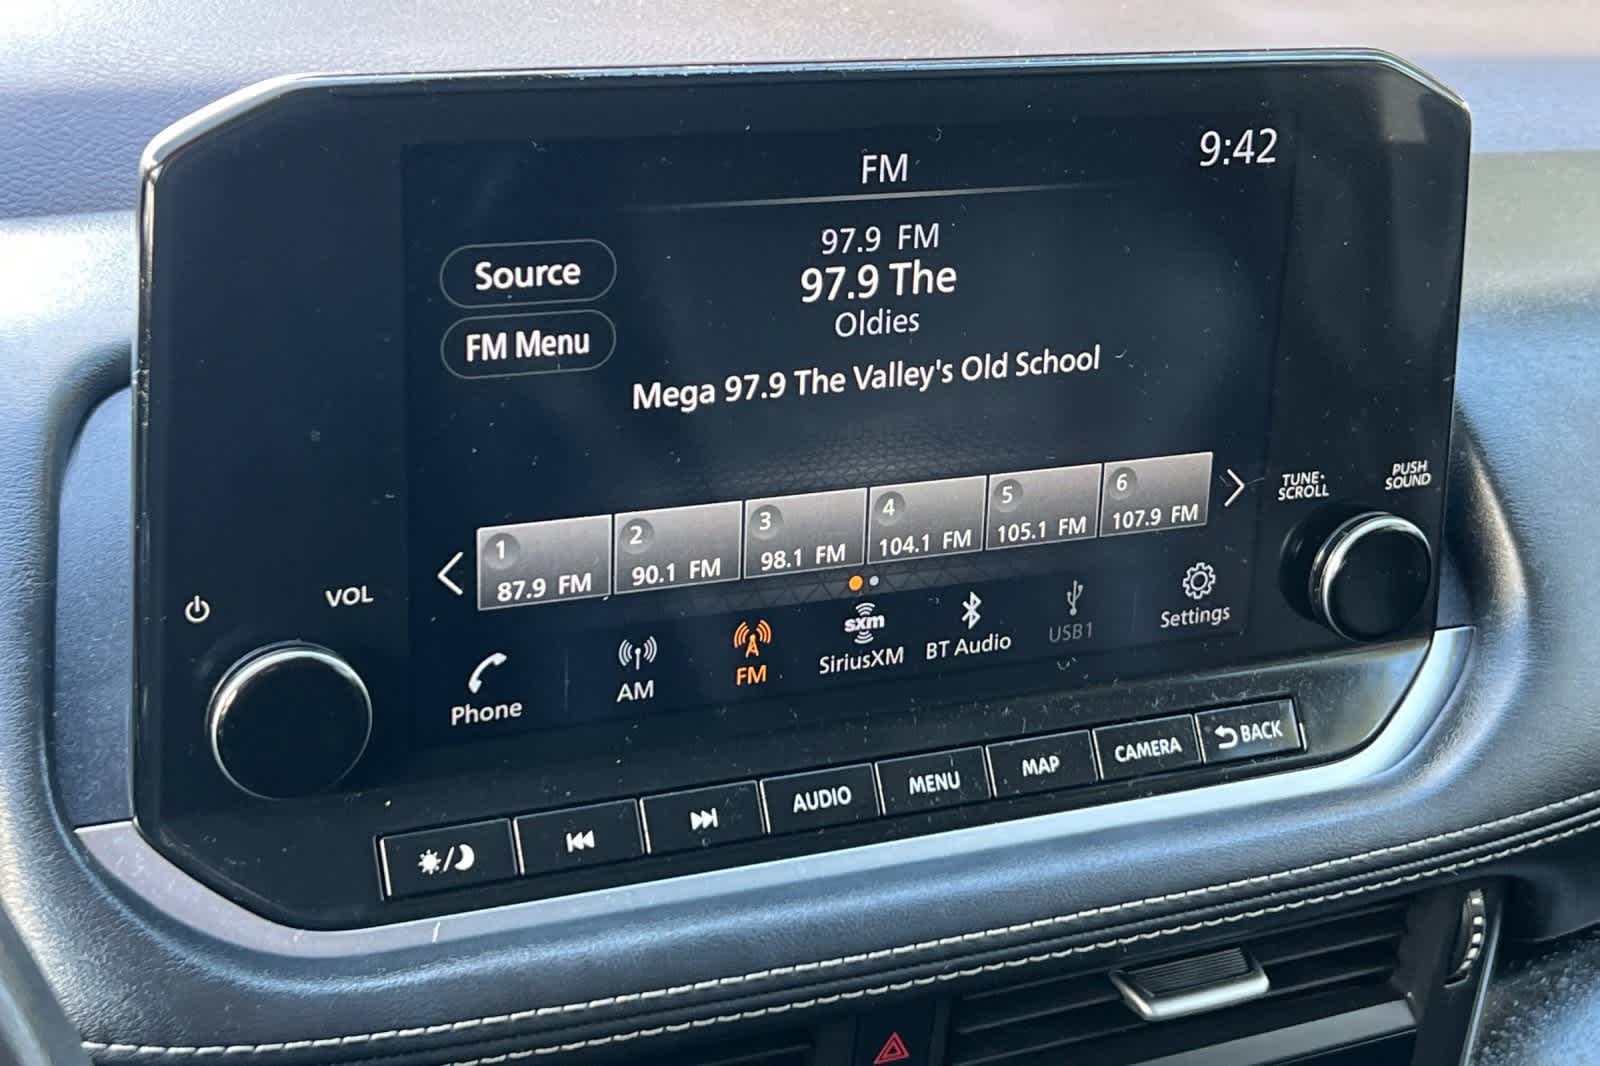 FM
9:42
Source
FM Menu
97.9 FM
97.9 The
Oldies
Mega 97.9 The Valley's Old School
1
87.9 FM
2
90.1 FM
3
98.1 FM
4
104.1 FM
5
105.1 FM
6
107.9 FM
TUNE·
SCROLL
PUSH
SOUND
VOL
Phone
AM
FM
sxm
SiriusXM
BT Audio
USB1
Settings
AUDIO
MENU
MAP
CAMERA
BACK